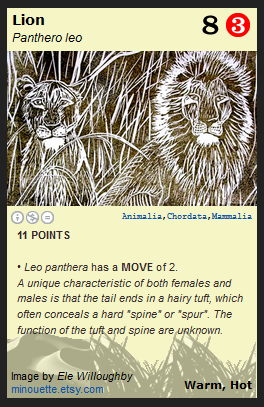 Lion
Panthero leo
8 3
Animalia,Chordata,Mammalia
11 POINTS
• Leo panthera has a MOVE of 2.
A unique characteristic of both females and
males is that the tail ends in a hairy tuft, which
often conceals a hard "spine" or "spur". The
function of the tuft and spine are unknown.
Image by Ele Willoughby
minouette.etsy.com
Warm, Hot